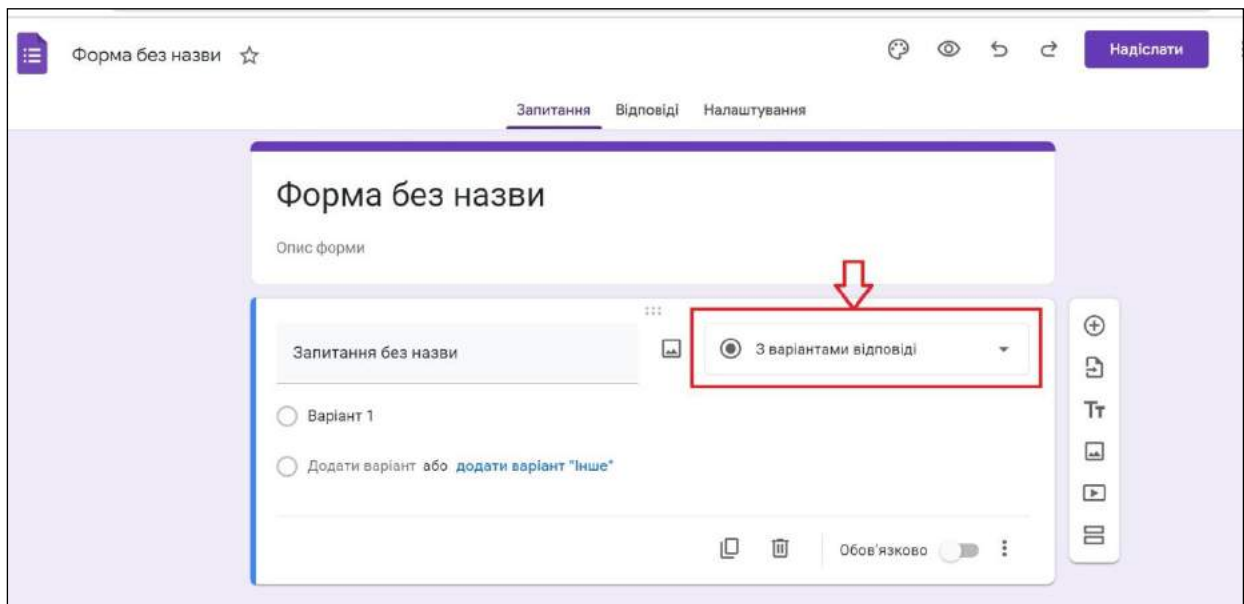 Форма без назви
Надіслати
Запитання Відповіді Налаштування
Форма без назви
Опис форми
Запитання без назви
З варіантами відповіді
Варіант 1
Додати варіант або додати варіант "Інше"
Обов'язково
Тт